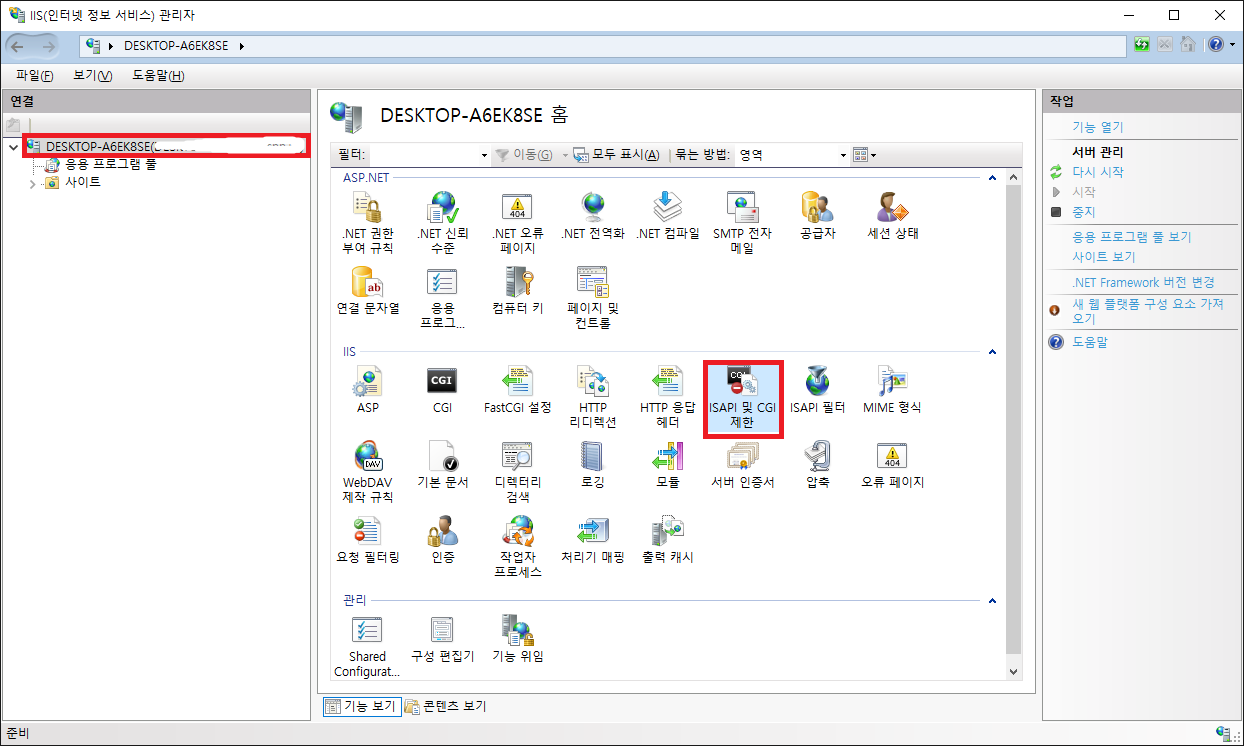 IIS(인터넷 정보 서비스) 관리자
DESKTOP-A6EK8SE
파일(F) 보기(V) 도움말(H)
연결
DESKTOP-A6EK8SE
응용 프로그램 풀
사이트
DESKTOP-A6EK8SE 홈
필터: 이동(G) 모두 표시(A) 묶는 방법: 영역
ASP.NET
.NET 권한
부여 규칙
.NET 신뢰
수준
404
.NET 오류
페이지
.NET 전역화
.NET 컴파일
SMTP 전자
메일
공급자
세션 상태
ab
연결 문자열
응용
프로그...
컴퓨터 키
페이지 및
컨트롤
IIS
ASP
CGI
CGI
FastCGI 설정
HTTP
리디렉션
HTTP 응답
헤더
CGI
ISAPI 및 CGI
제한
ISAPI 필터
MIME 형식
DAV
WebDAV
제작 규칙
기본 문서
디렉터리
검색
로깅
모듈
서버 인증서
압축
404
오류 페이지
요청 필터링
인증
작업자
프로세스
처리기 매핑
출력 캐시
관리
Shared
Configurat...
구성 편집기
기능 위임
기능 보기 콘텐츠 보기
작업
기능 열기
서버 관리
다시 시작
시작
중지
응용 프로그램 풀 보기
사이트 보기
.NET Framework 버전 변경
새 웹 플랫폼 구성 요소 가져
오기
도움말
준비